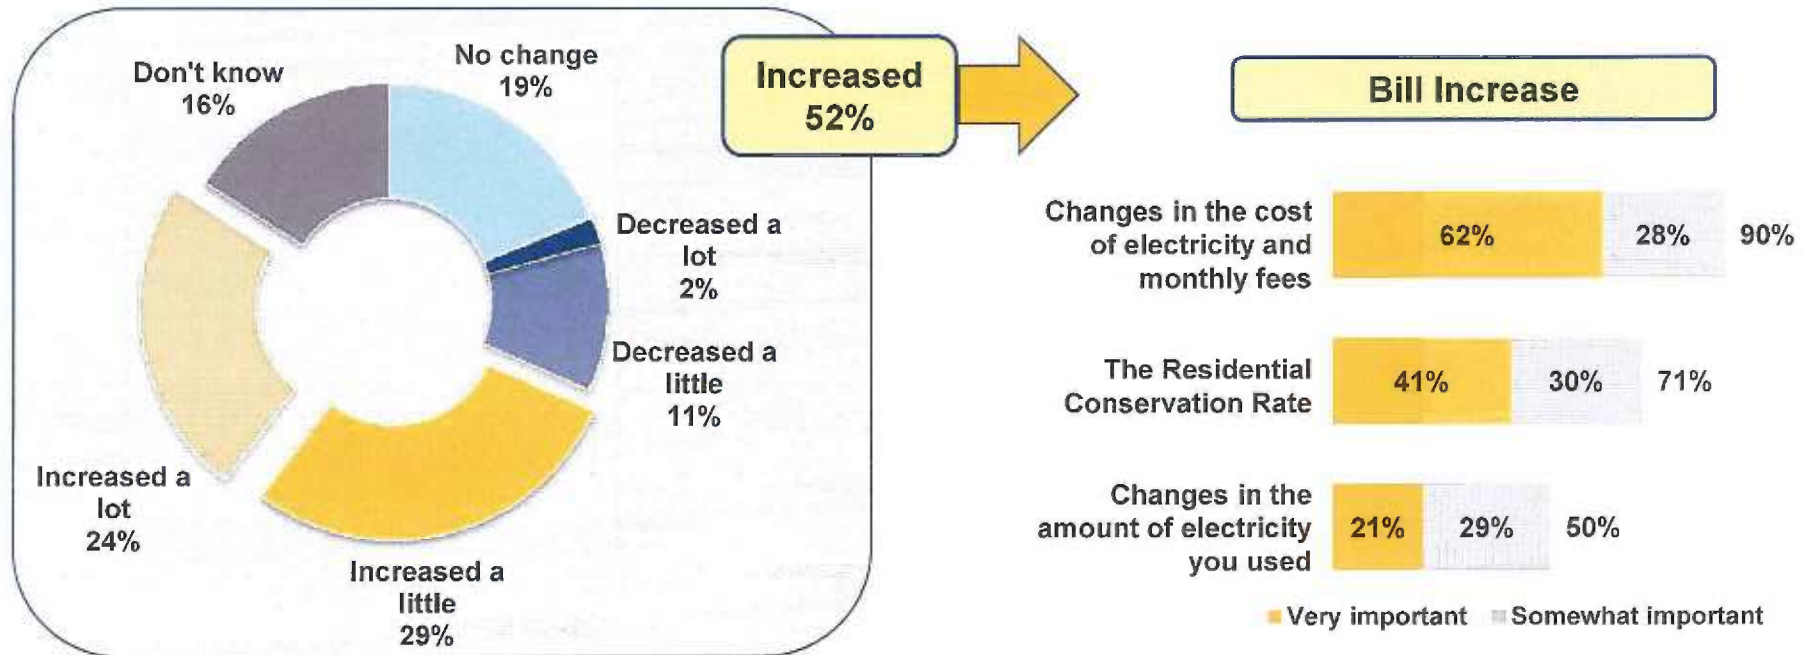 No change
19%
Don't know
16%
Decreased a
lot
2%
Decreased a
little
11%
Increased a
lot
24%
Increased a
little
29%
Increased
52%
Bill Increase
Changes in the cost
of electricity and
monthly fees
62%
28%
90%
The Residential
Conservation Rate
41%
30%
71%
Changes in the
amount of electricity
you used
21%
29%
50%
Very important
Somewhat important